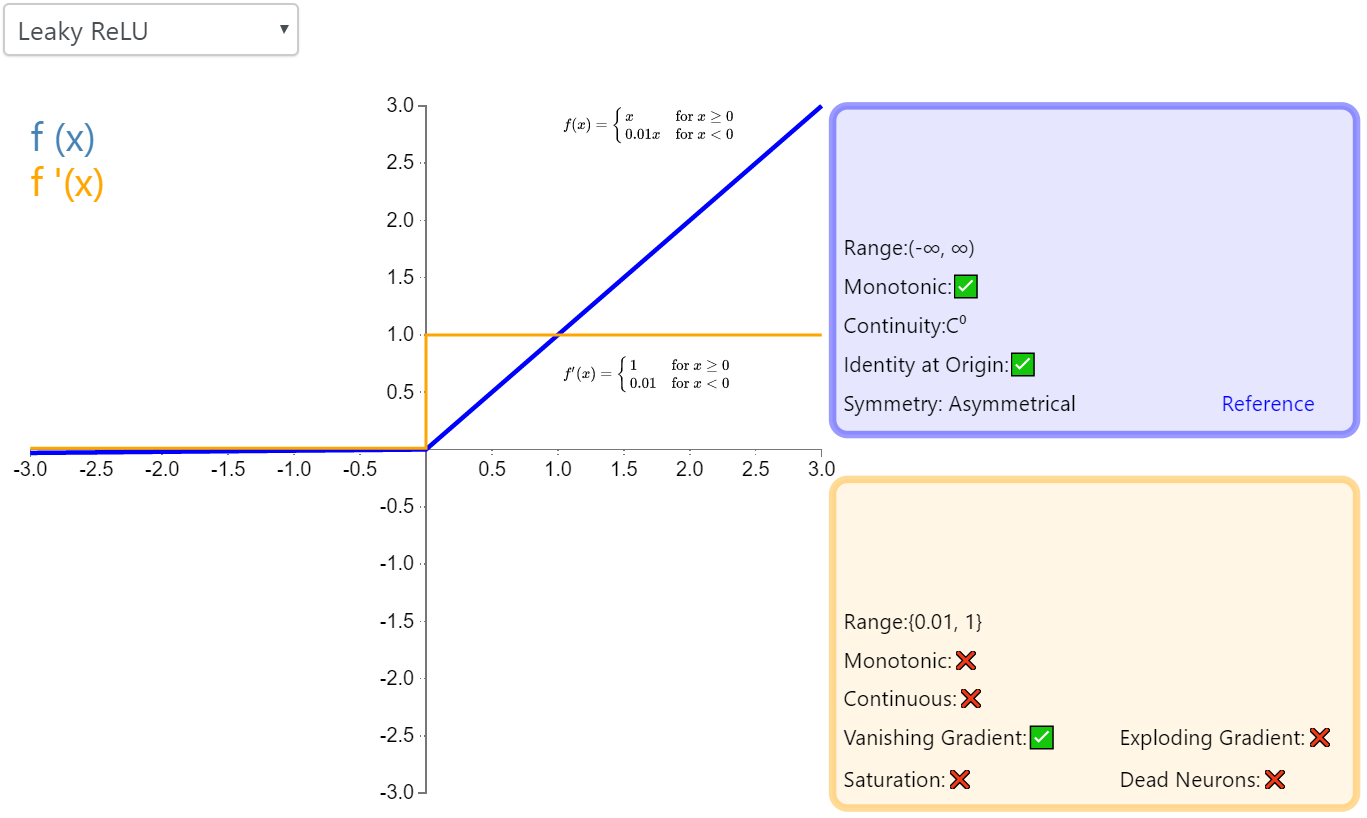 Leaky ReLU
f (x)
f '(x)
3.0
2.5
2.0
1.5
1.0
0.5
-0.5
-1.0
-1.5
-2.0
-2.5
-3.0
-3.0 -2.5 -2.0 -1.5 -1.0 -0.5 0.5 1.0 1.5 2.0 2.5 3.0
f(x) = { x for x ≥ 0
0.01x for x < 0
f′(x) = { 1 for x ≥ 0
0.01 for x < 0
Range:(-∞, ∞)
Monotonic:✅
Continuity:C⁰
Identity at Origin:✅
Symmetry: Asymmetrical Reference
Range:{0.01, 1}
Monotonic:❌
Continuous:❌
Vanishing Gradient:✅ Exploding Gradient:❌
Saturation:❌ Dead Neurons:❌